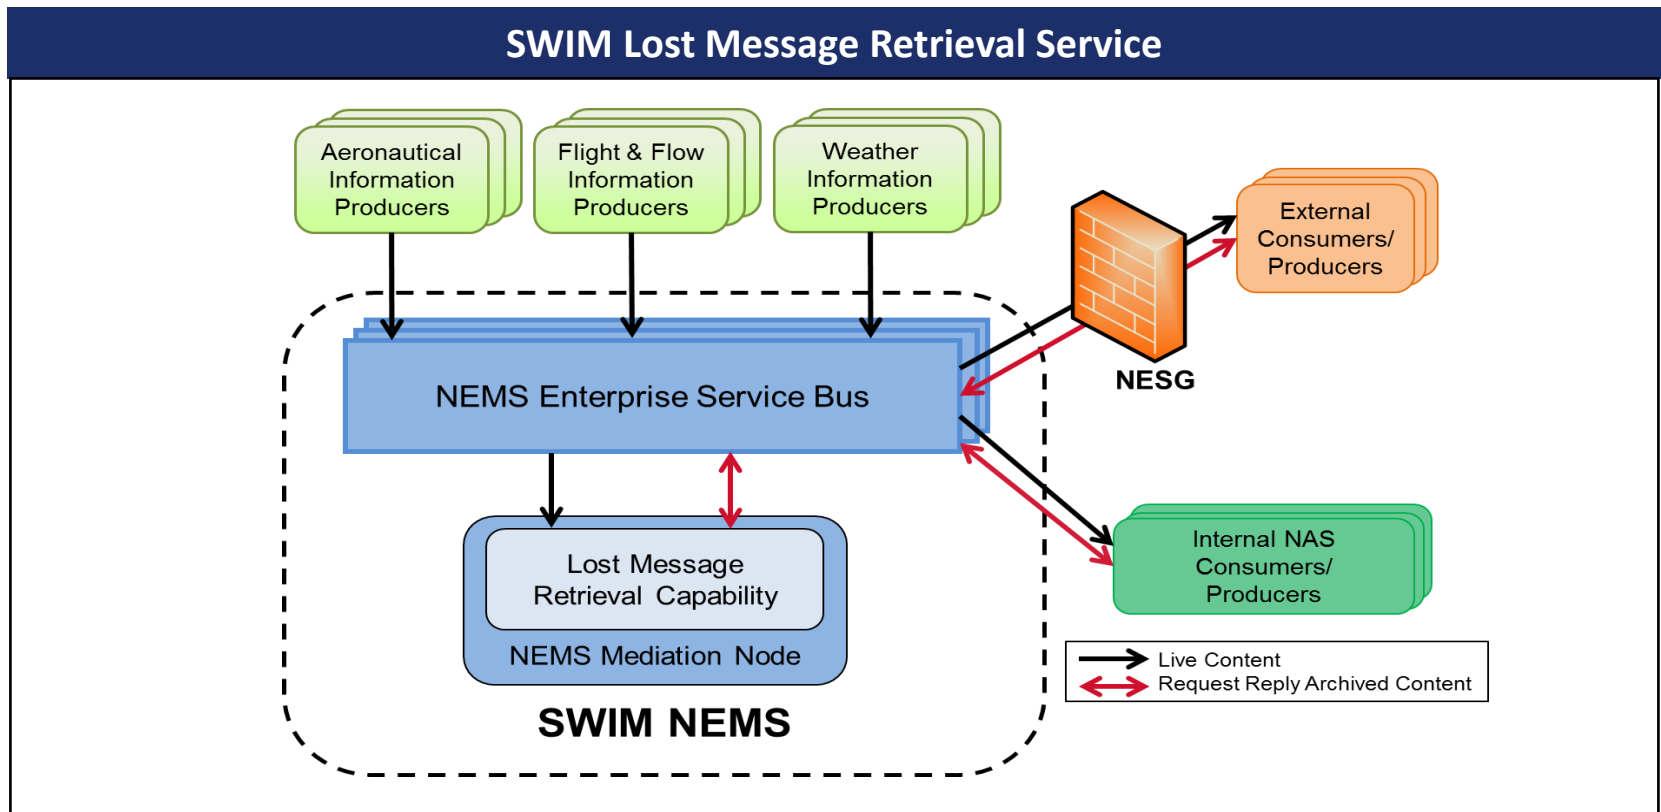 SWIM Lost Message Retrieval Service
Aeronautical
Information
Producers
Flight & Flow
Information
Producers
Weather
Information
Producers
External
Consumers/
Producers
NESG
NEMS Enterprise Service Bus
Lost Message
Retrieval Capability
NEMS Mediation Node
SWIM NEMS
Internal NAS
Consumers/
Producers
Live Content
Request Reply Archived Content